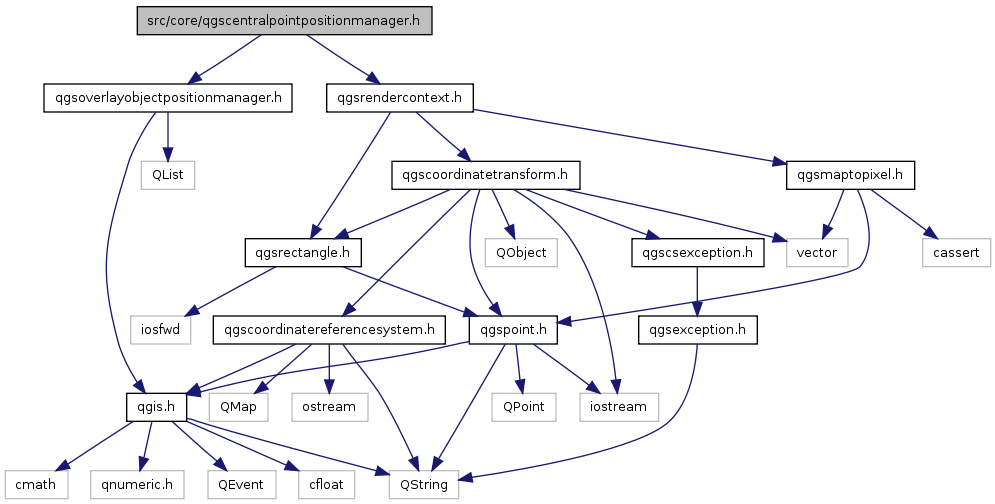 src/core/qgscentralpointpositionmanager.h
qgsoverlayobjectpositionmanager.h
qgsrendercontext.h
QList
qgscoordinatetransform.h
qgsmaptopixel.h
qgsrectangle.h
QObject
qgscsexception.h
vector
cassert
iosfwd
qgscoordinatereferencesystem.h
qgspoint.h
qgsexception.h
qgis.h
QMap
ostream
QPoint
iostream
cmath
qnumeric.h
QEvent
cfloat
QString